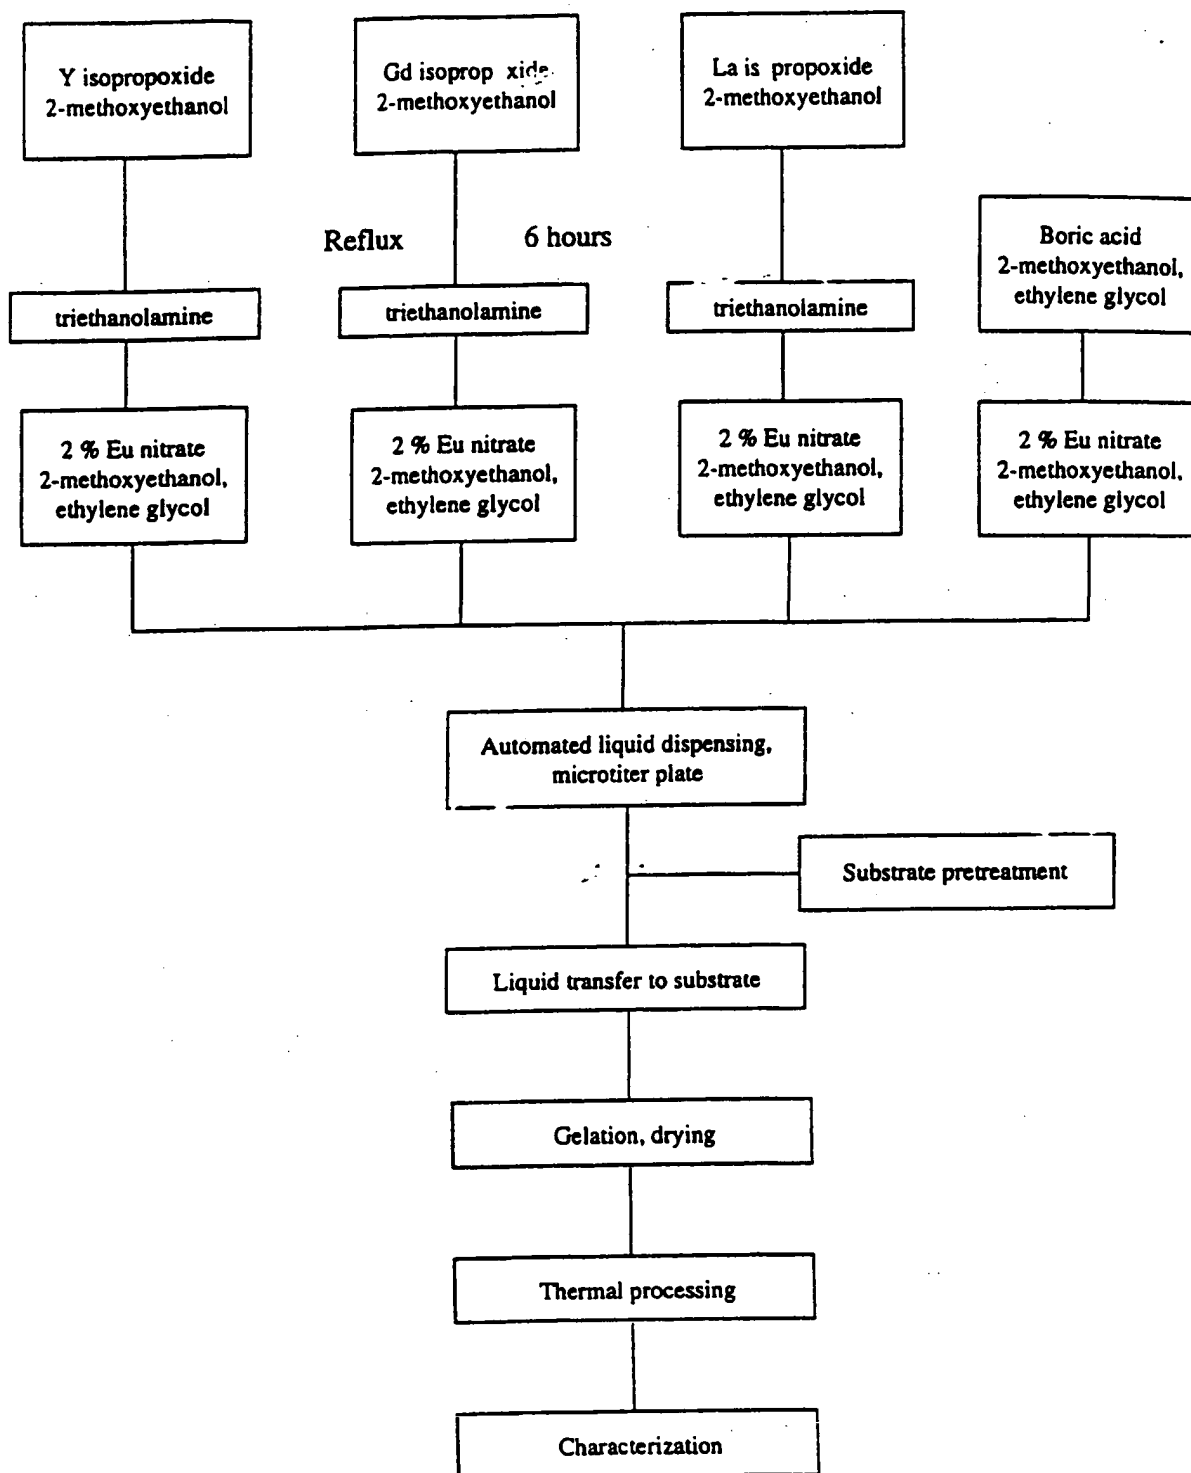 Y isopropoxide
2-methoxyethanol
Gd isoprop xide
2-methoxyethanol
La is propoxide
2-methoxyethanol
Reflux 6 hours
Boric acid
2-methoxyethanol,
ethylene glycol
triethanolamine
triethanolamine
triethanolamine
2 % Eu nitrate
2-methoxyethanol,
ethylene glycol
2 % Eu nitrate
2-methoxyethanol,
ethylene glycol
2 % Eu nitrate
2-methoxyethanol,
ethylene glycol
2 % Eu nitrate
2-methoxyethanol,
ethylene glycol
Automated liquid dispensing,
microtiter plate
Substrate pretreatment
Liquid transfer to substrate
Gelation, drying
Thermal processing
Characterization